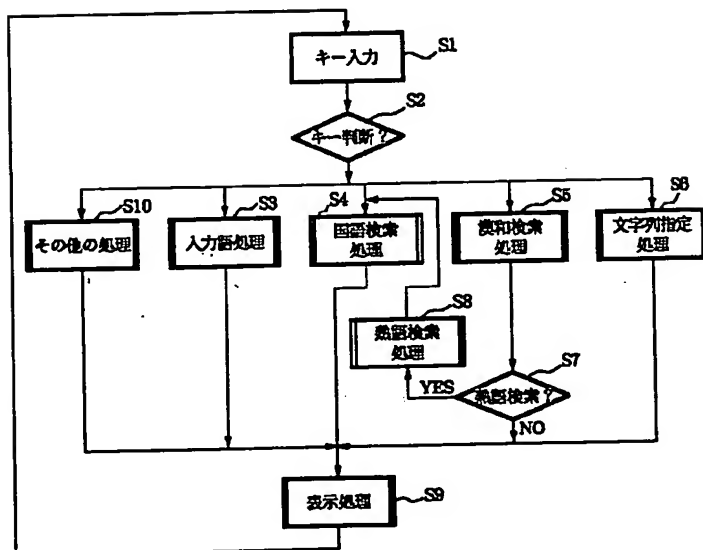 キー入力
S1
キー判断?
S2
その他の処理
S10
入力語処理
S3
国語検索
処理
S4
漢和検索
処理
S5
文字列指定
処理
S6
熟語検索
処理
S8
熟語検索?
S7
YES
NO
表示処理
S9